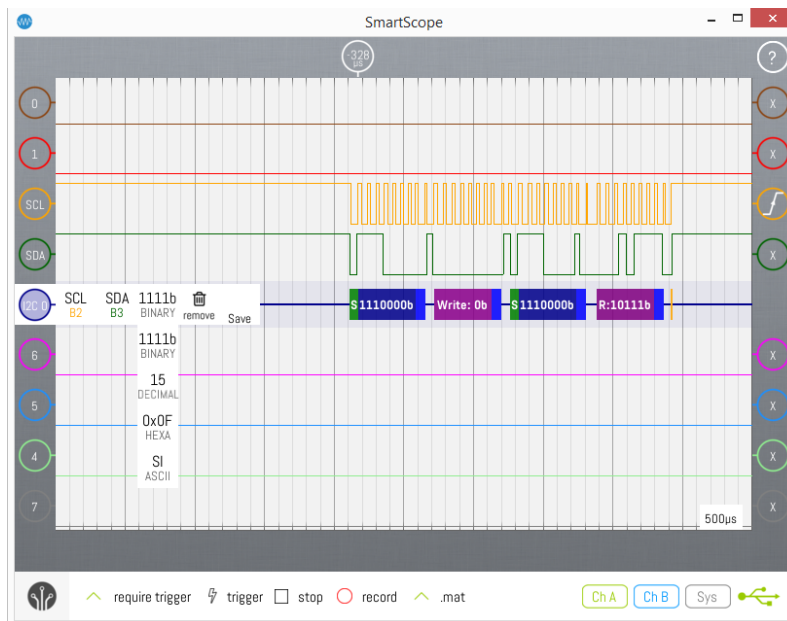 SmartScope
-328
µs
?
0
X
1
X
SCL
SDA
X
I2C D
SCL
B2
SDA
B3
1111b
BINARY
remove
Save
S 1110000b
Write: 0b
S 1110000b
R:10111b
1111b
BINARY
6
X
15
DECIMAL
5
X
0x0F
HEXA
4
X
SI
ASCII
7
X
500µs
require trigger
trigger
stop
record
.mat
Ch A
Ch B
Sys